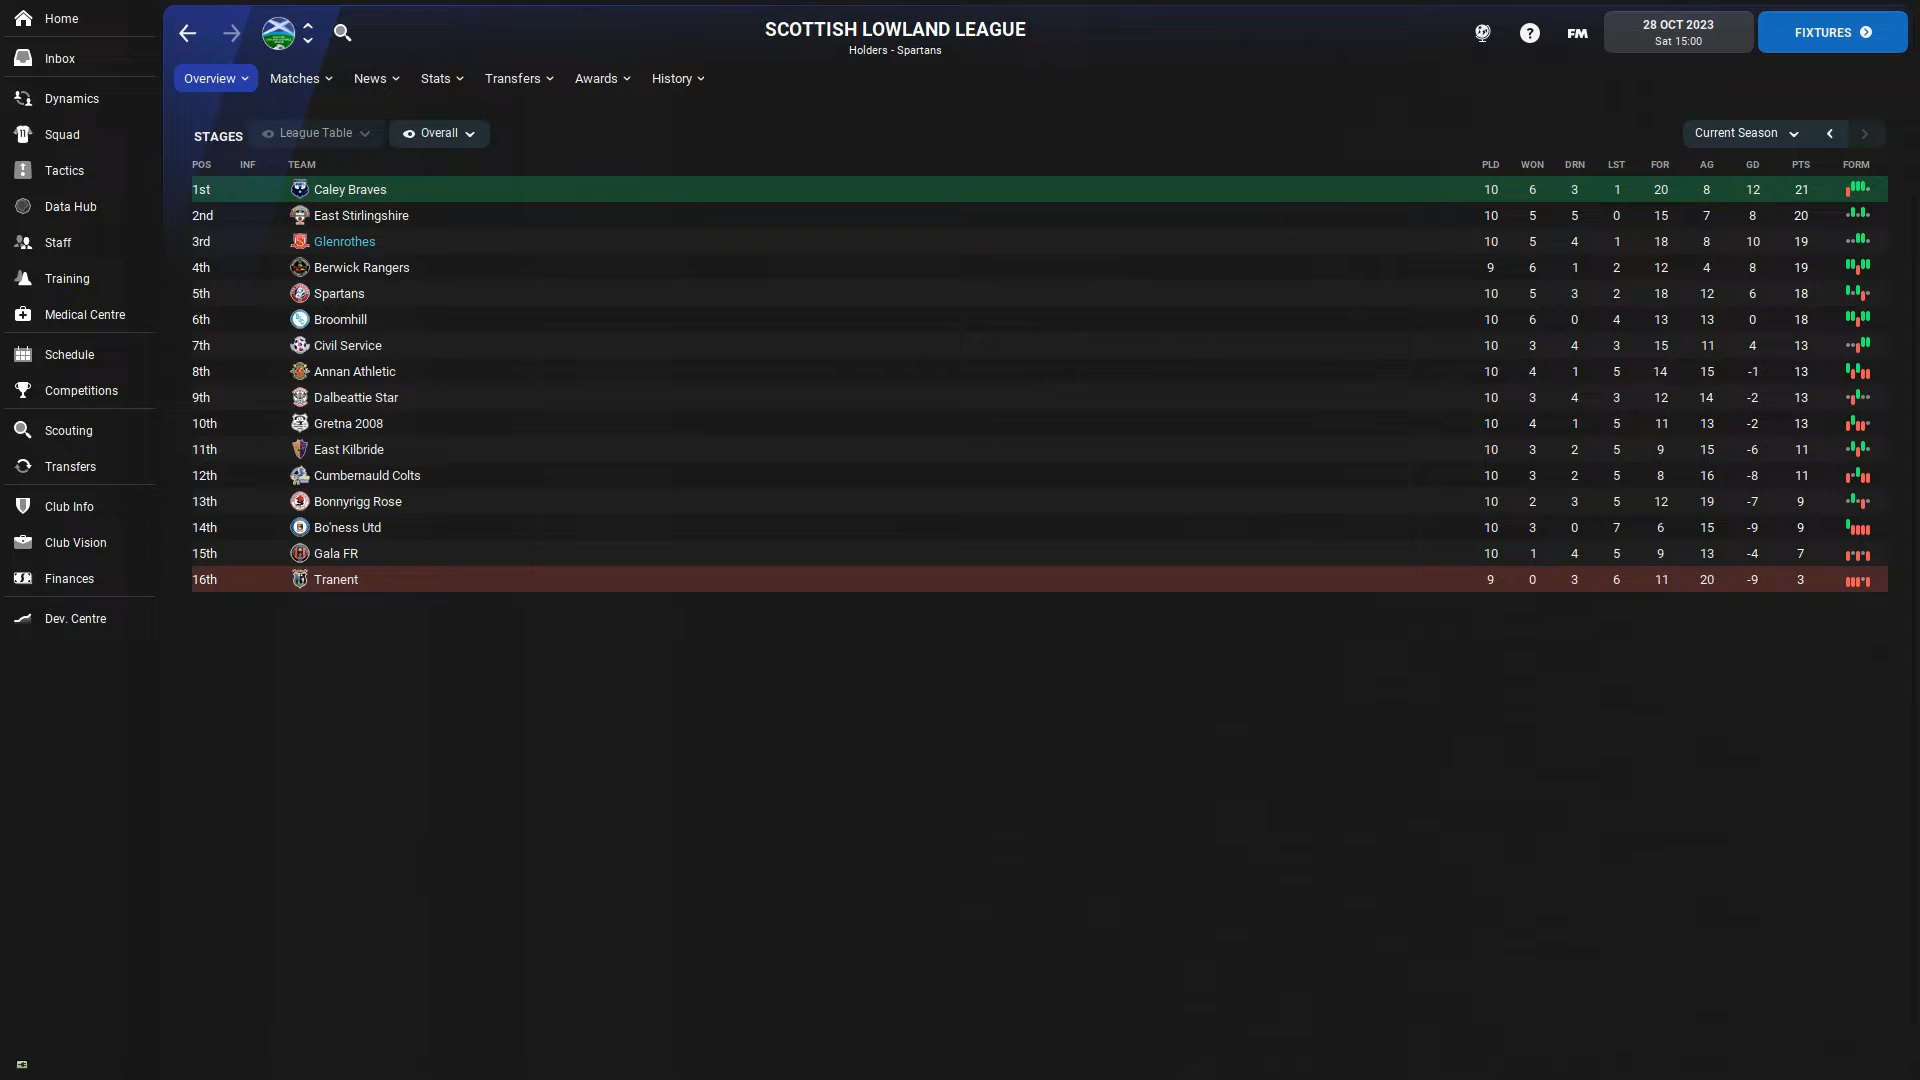 Home
Inbox
Dynamics
Squad
Tactics
Data Hub
Staff
Training
Medical Centre
Schedule
Competitions
Scouting
Transfers
Club Info
Club Vision
Finances
Dev. Centre
SCOTTISH LOWLAND LEAGUE
Holders - Spartans
? FM
28 OCT 2023
Sat 15:00
FIXTURES
Overview Matches News Stats Transfers Awards History
STAGES League Table Overall Current Season
POS INF TEAM PLD WON DRN LST FOR AG GD PTS FORM
1st Caley Braves 10 6 3 1 20 8 12 21
2nd East Stirlingshire 10 5 5 0 15 7 8 20
3rd Glenrothes 10 5 4 1 18 8 10 19
4th Berwick Rangers 9 6 1 2 12 4 8 19
5th Spartans 10 5 3 2 18 12 6 18
6th Broomhill 10 6 0 4 13 13 0 18
7th Civil Service 10 3 4 3 15 11 4 13
8th Annan Athletic 10 4 1 5 14 15 -1 13
9th Dalbeattie Star 10 3 4 3 12 14 -2 13
10th Gretna 2008 10 4 1 5 11 13 -2 13
11th East Kilbride 10 3 2 5 9 15 -6 11
12th Cumbernauld Colts 10 3 2 5 8 16 -8 11
13th Bonnyrigg Rose 10 2 3 5 12 19 -7 9
14th Bo'ness Utd 10 3 0 7 6 15 -9 9
15th Gala FR 10 1 4 5 9 13 -4 7
16th Tranent 9 0 3 6 11 20 -9 3